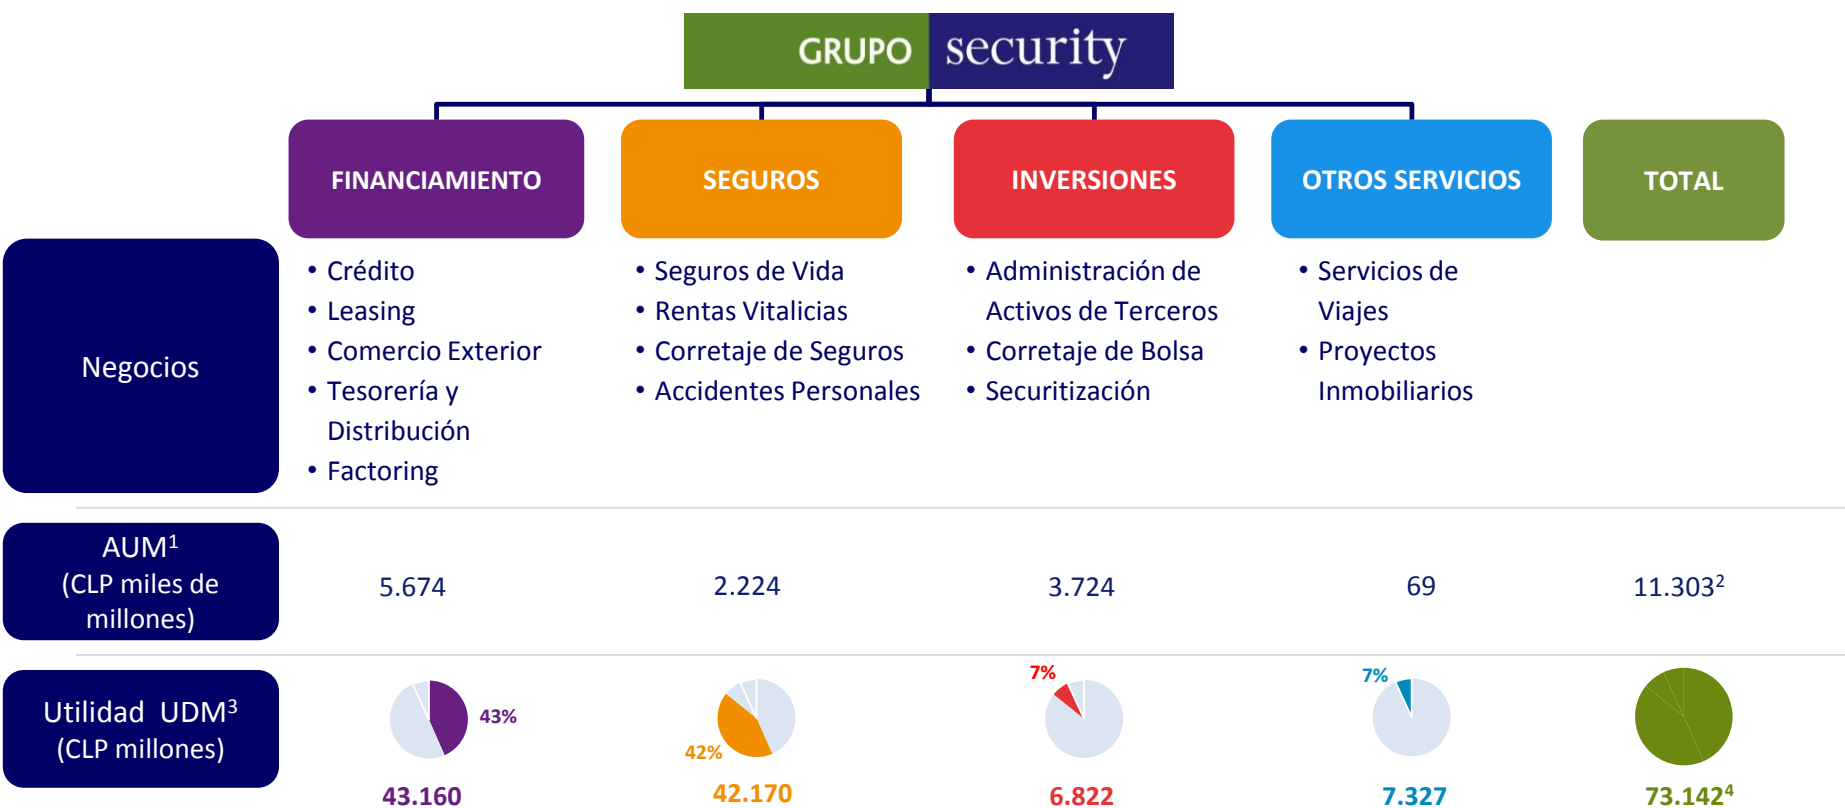 GRUPO security
FINANCIAMIENTO
SEGUROS
INVERSIONES
OTROS SERVICIOS
TOTAL
Negocios
• Crédito
• Leasing
• Comercio Exterior
• Tesorería y
Distribución
• Factoring
• Seguros de Vida
• Rentas Vitalicias
• Corretaje de Seguros
• Accidentes Personales
• Administración de
Activos de Terceros
• Corretaje de Bolsa
• Securitización
• Servicios de
Viajes
• Proyectos
Inmobiliarios
AUM¹
(CLP miles de
millones)
5.674
2.224
3.724
69
11.303²
Utilidad UDM³
(CLP millones)
43%
42%
7%
7%
43.160
42.170
6.822
7.327
73.142⁴